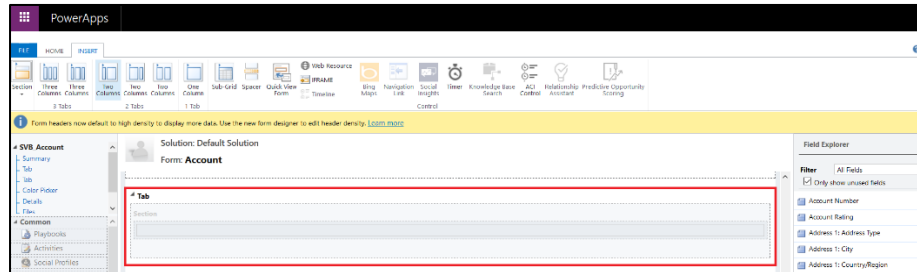 PowerApps
FILE HOME INSERT
Section
Three Columns
Three Columns
Two Columns
Two Columns
Two Columns
One Column
Sub-Grid
Spacer
Quick View Form
Web Resource
IFRAME
Timeline
Bing Maps
Navigation Link
Social Insights
Timer
Knowledge Base Search
ACI Control
Relationship Assistant
Predictive Opportunity Scoring
3 Tabs
2 Tabs
1 Tab
Control
Form headers now default to high density to display more data. Use the new form designer to edit header density. Learn more
SVB Account
Summary
Tab
Tab
Color Picker
Details
Files
Common
Playbooks
Activities
Social Profiles
Solution: Default Solution
Form: Account
Tab
Section
Field Explorer
Filter All Fields
Only show unused fields
Account Number
Account Rating
Address 1: Address Type
Address 1: City
Address 1: Country/Region